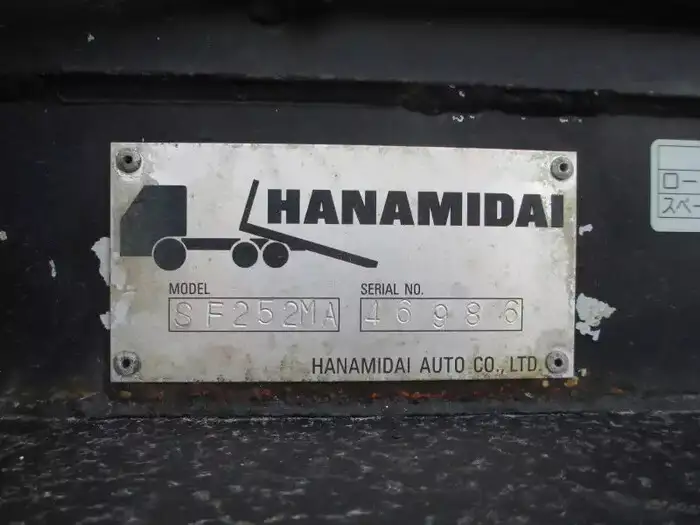 HANAMIDAI
MODEL
SERIAL NO.
SF252MA
46986
HANAMIDAI AUTO CO., LTD.
ロー
スペー